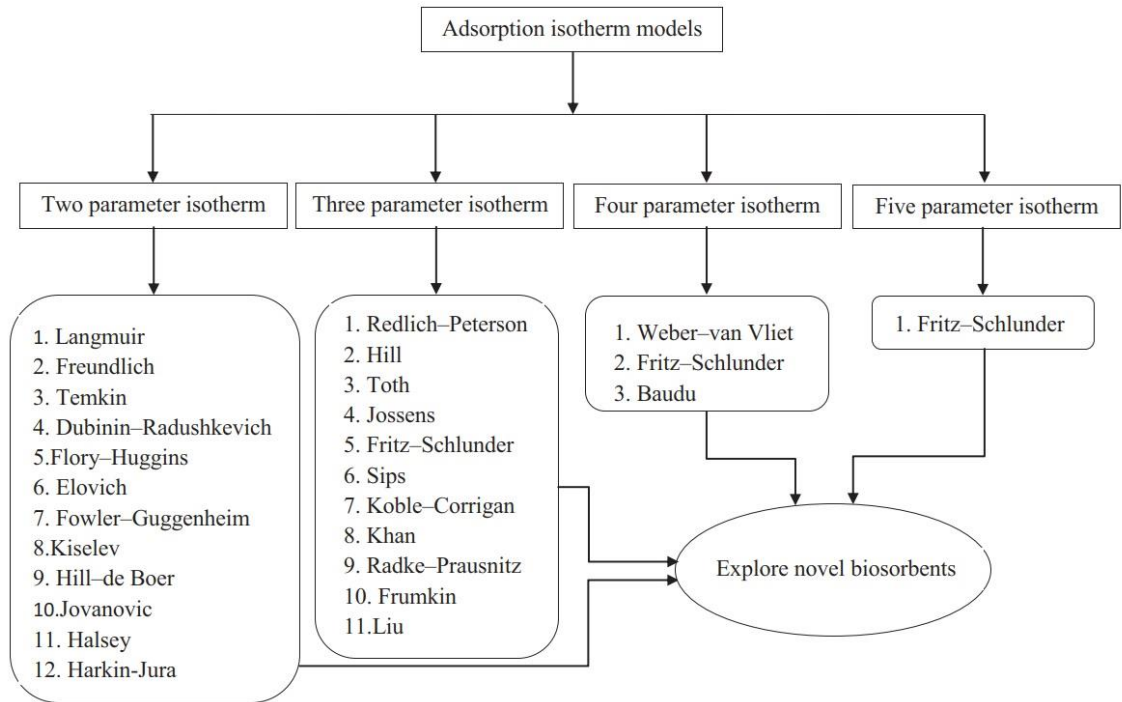 Adsorption isotherm models
Two parameter isotherm
Three parameter isotherm
Four parameter isotherm
Five parameter isotherm
1. Langmuir
2. Freundlich
3. Temkin
4. Dubinin–Radushkevich
5.Flory–Huggins
6. Elovich
7. Fowler–Guggenheim
8.Kiselev
9. Hill–de Boer
10.Jovanovic
11. Halsey
12. Harkin-Jura
1. Redlich–Peterson
2. Hill
3. Toth
4. Jossens
5. Fritz–Schlunder
6. Sips
7. Koble–Corrigan
8. Khan
9. Radke–Prausnitz
10. Frumkin
11.Liu
1. Weber–van Vliet
2. Fritz–Schlunder
3. Baudu
1. Fritz–Schlunder
Explore novel biosorbents